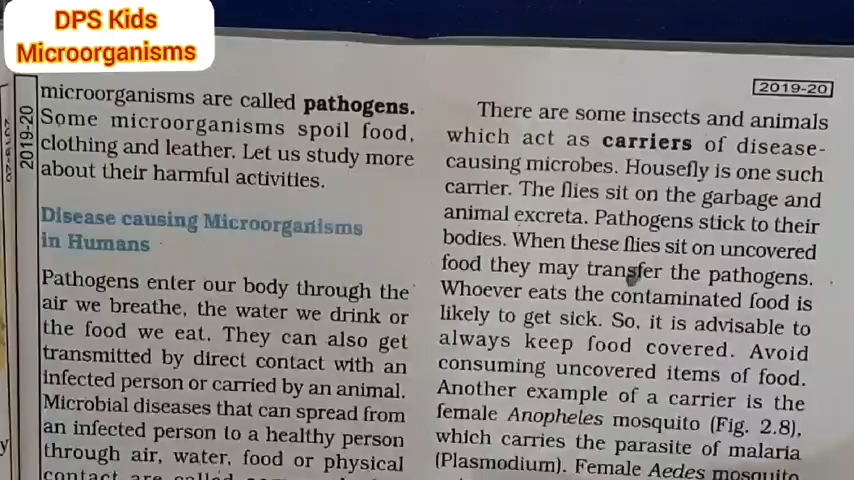 DPS Kids
Microorganisms
2019-20
microorganisms are called pathogens.
Some microorganisms spoil food,
clothing and leather. Let us study more
about their harmful activities.
Disease causing Microorganisms
in Humans
Pathogens enter our body through the
air we breathe, the water we drink or
the food we eat. They can also get
transmitted by direct contact with an
infected person or carried by an animal.
Microbial diseases that can spread from
an infected person to a healthy person
through air, water, food or physical
contact are called
2019-20
There are some insects and animals
which act as carriers of disease-
causing microbes. Housefly is one such
carrier. The flies sit on the garbage and
animal excreta. Pathogens stick to their
bodies. When these flies sit on uncovered
food they may transfer the pathogens.
Whoever eats the contaminated food is
likely to get sick. So, it is advisable to
always keep food covered. Avoid
consuming uncovered items of food.
Another example of a carrier is the
female Anopheles mosquito (Fig. 2.8),
which carries the parasite of malaria
(Plasmodium). Female Aedes mosquito